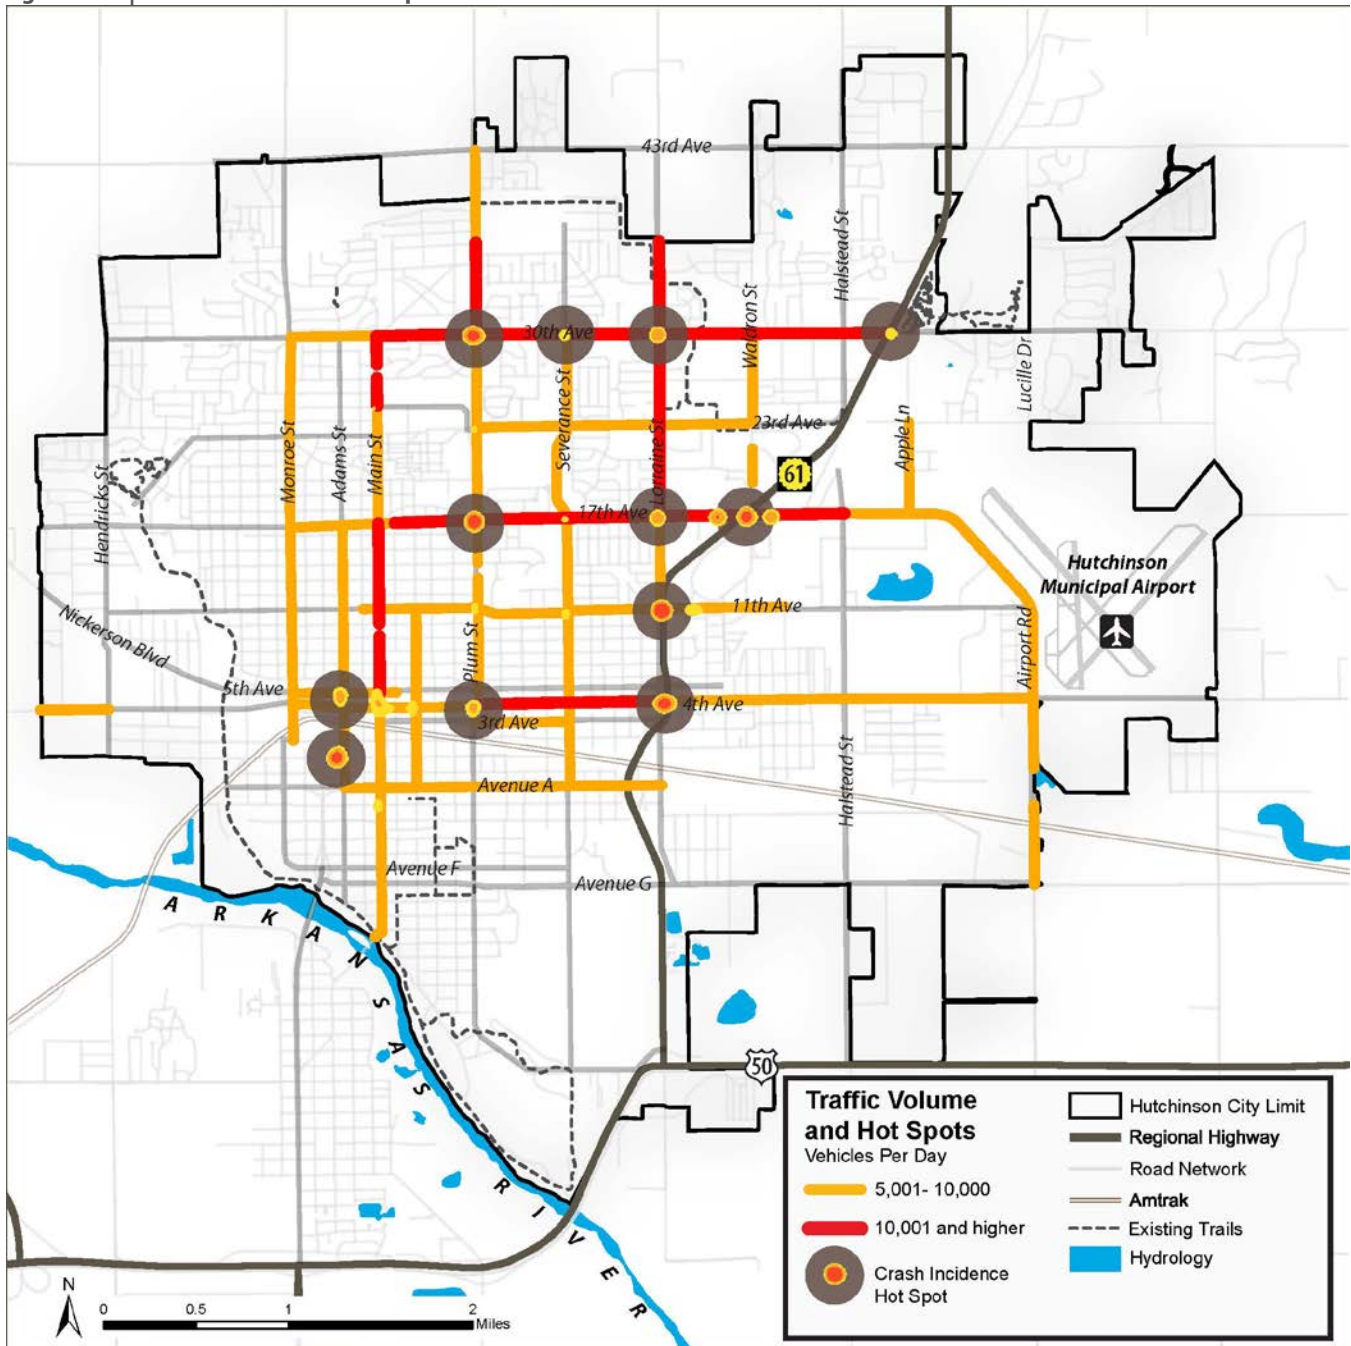 43rd Ave
Halstead St
30th Ave
Waldron St
Lucille Dr
Severance St
23rd Ave
Apple Ln
Monroe St
Adams St
Main St
Lorraine St
61
Hendricks St
17th Ave
Hutchinson
Municipal Airport
Nickerson Blvd
11th Ave
Plum St
Airport Rd
5th Ave
4th Ave
3rd Ave
Halstead St
Avenue A
Avenue F
Avenue G
ARKANSAS RIVER
50
Traffic Volume
and Hot Spots
Vehicles Per Day
5,001- 10,000
10,001 and higher
Crash Incidence
Hot Spot
Hutchinson City Limit
Regional Highway
Road Network
Amtrak
Existing Trails
Hydrology
N
0 0.5 1 2
Miles